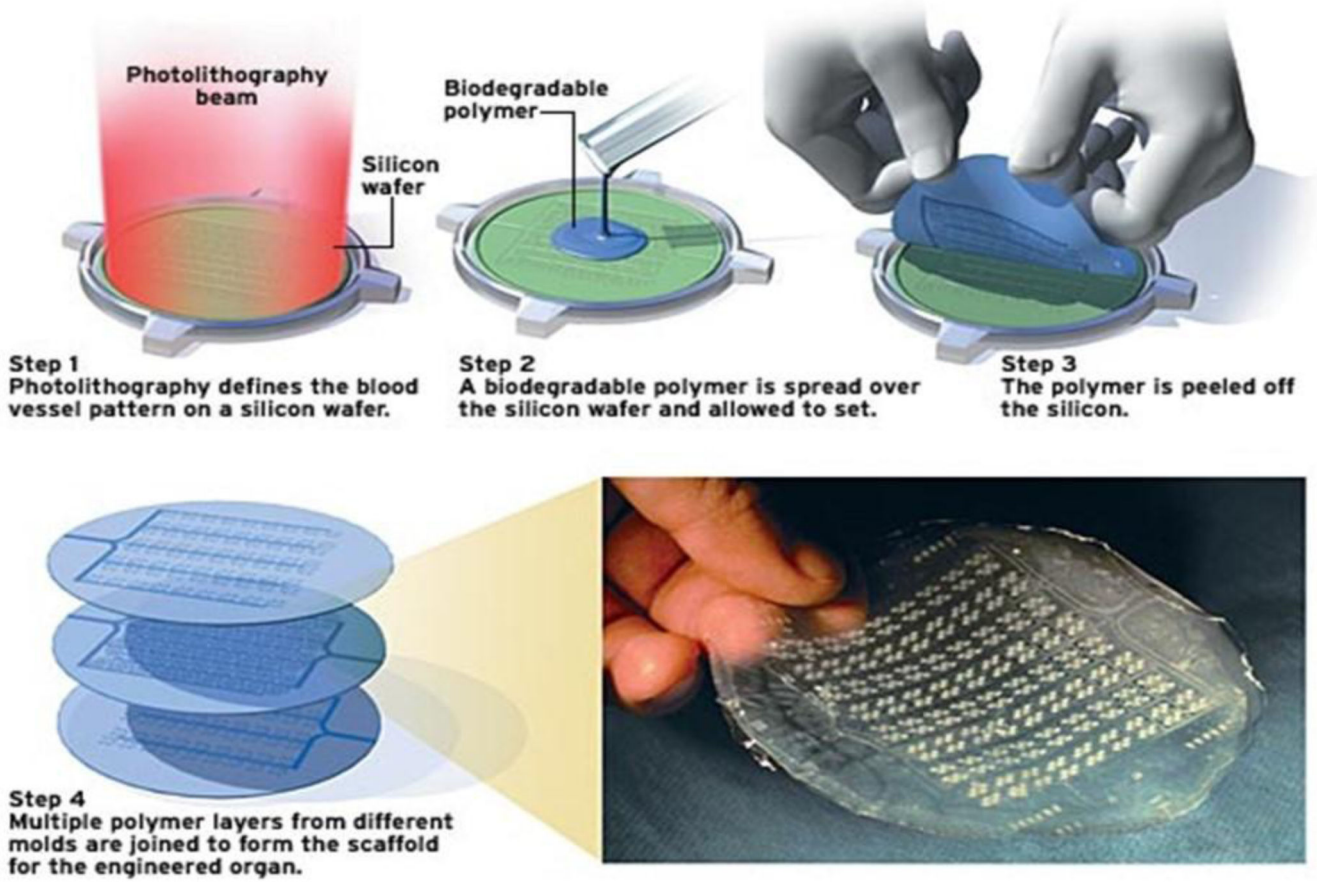 Photolithography
beam
Silicon
wafer
Biodegradable
polymer
Step 1
Photolithography defines the blood
vessel pattern on a silicon wafer.
Step 2
A biodegradable polymer is spread over
the silicon wafer and allowed to set.
Step 3
The polymer is peeled off
the silicon.
Step 4
Multiple polymer layers from different
molds are joined to form the scaffold
for the engineered organ.